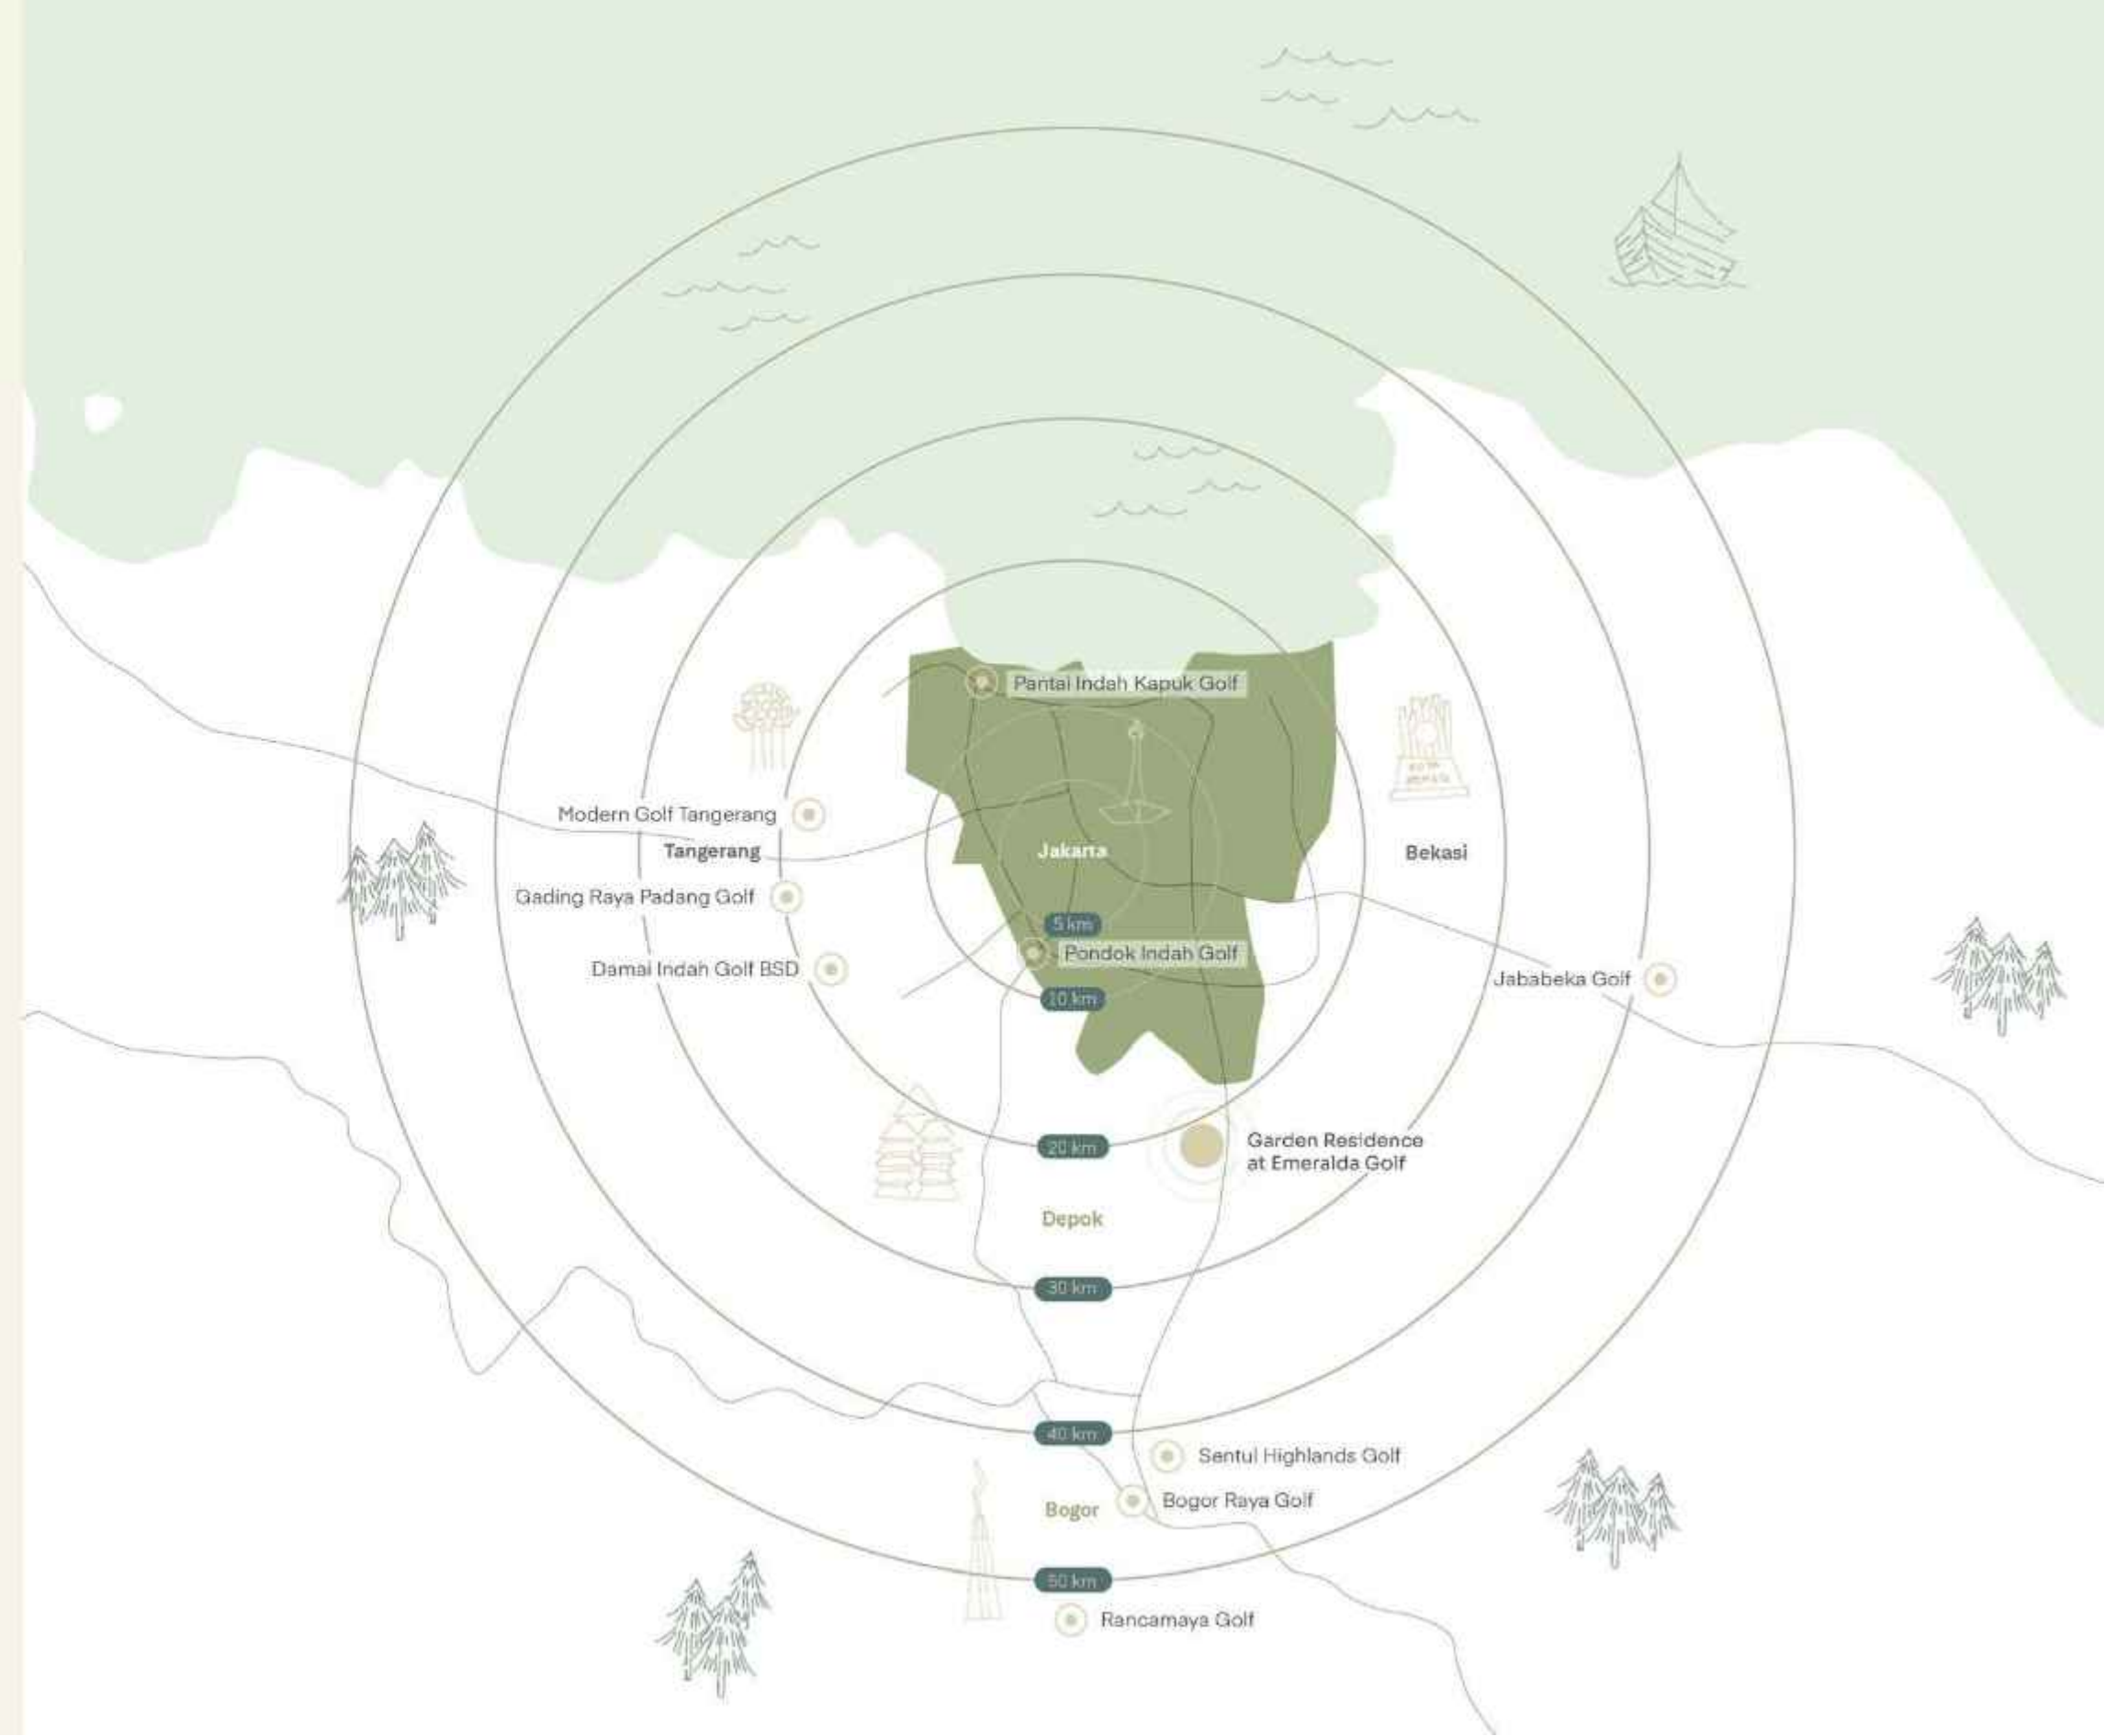 Pantai Indah Kapuk Golf
Modern Golf Tangerang
Tangerang
Jakarta
Bekasi
Gading Raya Padang Golf
5 km
Pondok Indah Golf
Damai Indah Golf BSD
Jababeka Golf
10 km
20 km
Garden Residence
at Emeralda Golf
Depok
30 km
40 km
Sentul Highlands Golf
Bogor Raya Golf
Bogor
50 km
Rancamaya Golf